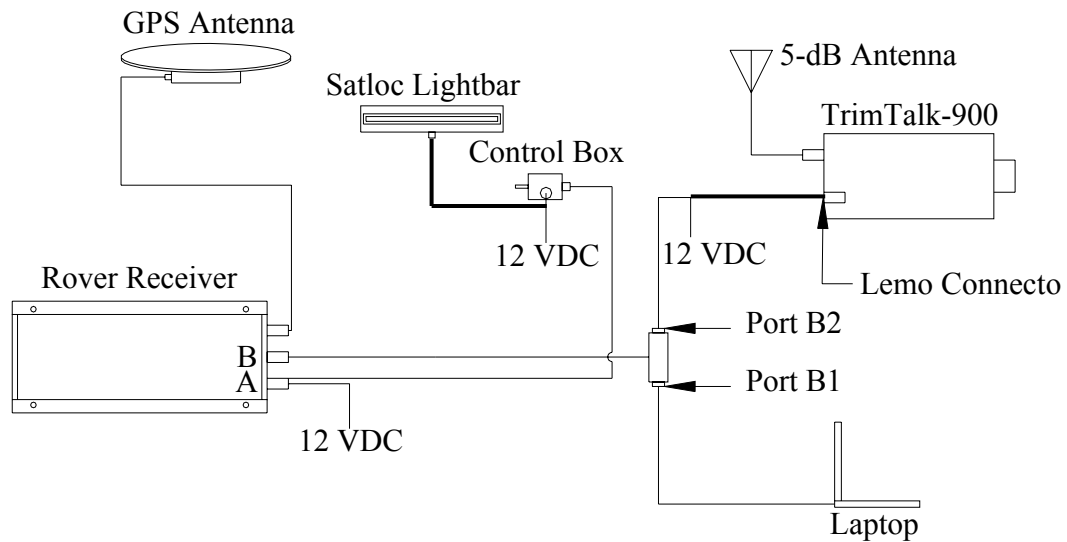 GPS Antenna
5-dB Antenna
Satloc Lightbar
TrimTalk-900
Control Box
12 VDC
12 VDC
Rover Receiver
Lemo Connecto
Port B2
B
A
Port B1
12 VDC
Laptop